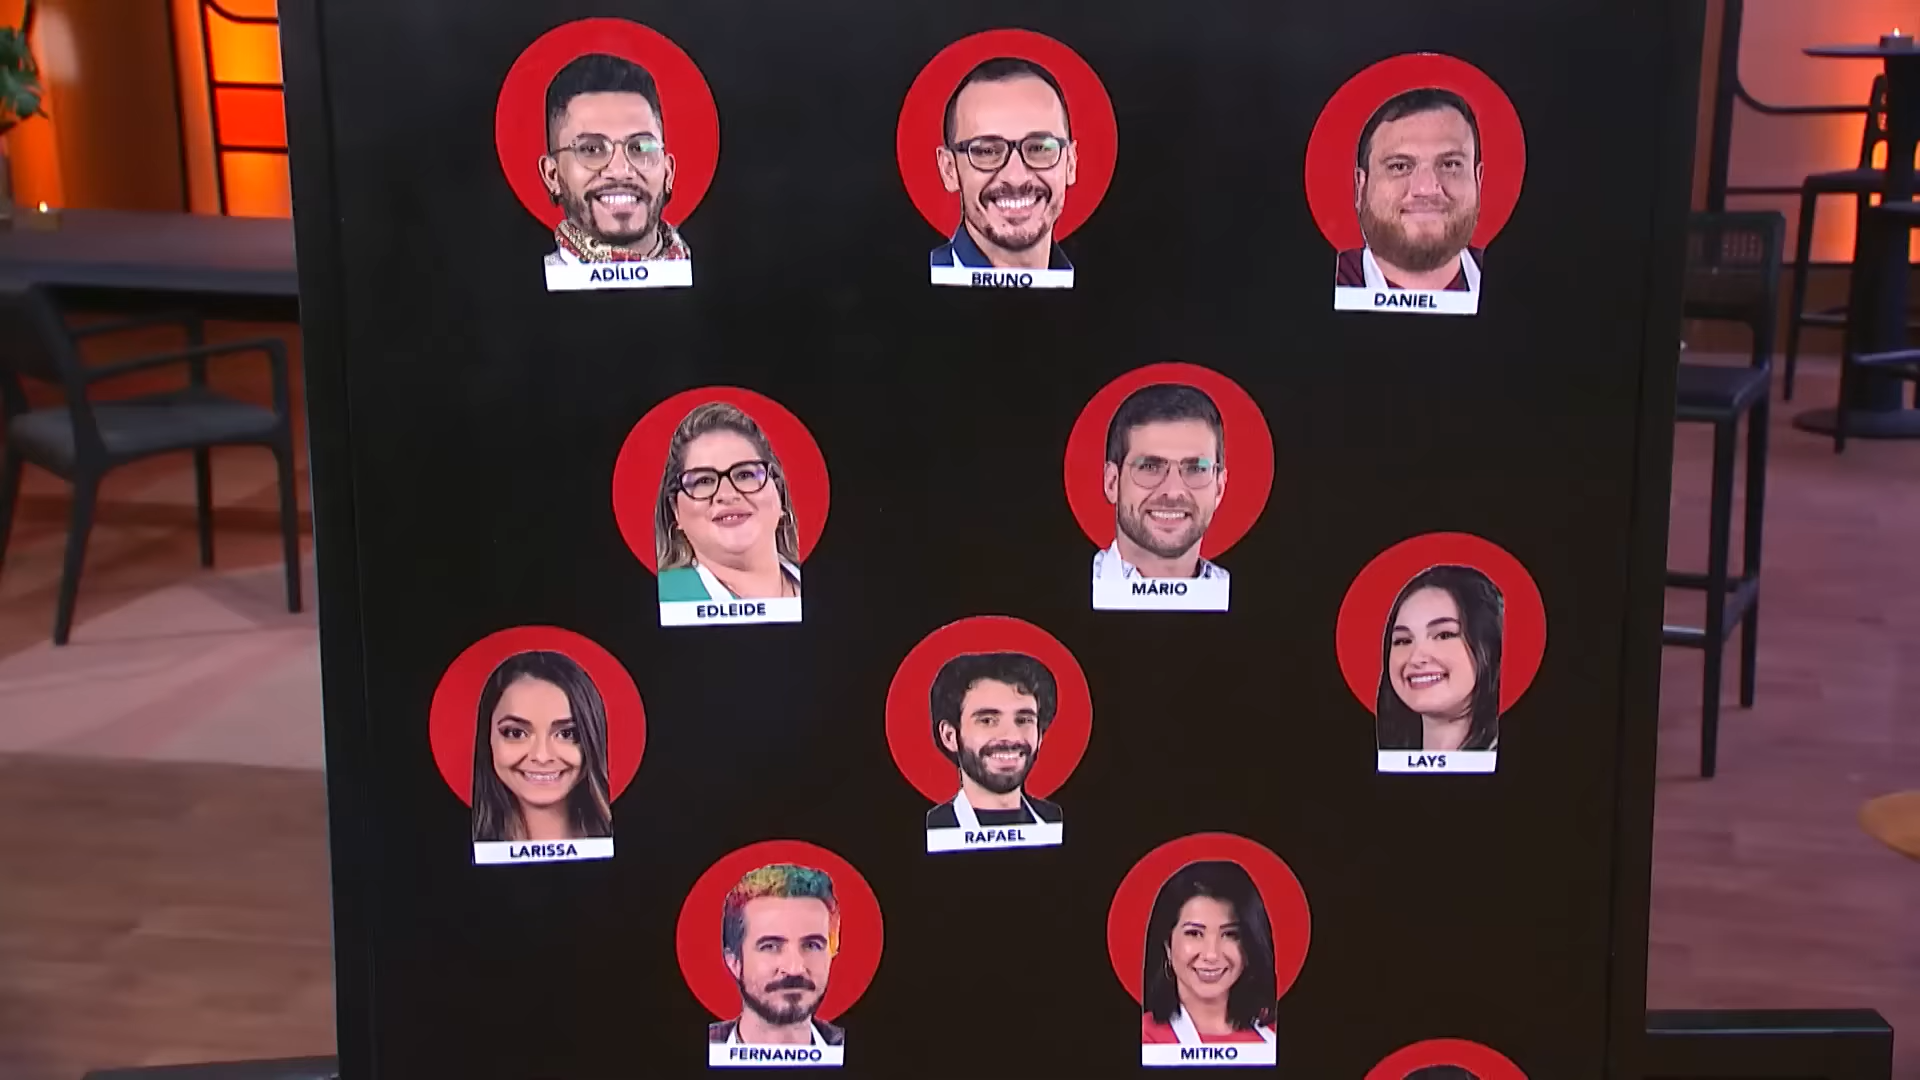 ADÍLIO
BRUNO
DANIEL
EDLEIDE
MÁRIO
LARISSA
RAFAEL
LAYS
FERNANDO
MITIKO